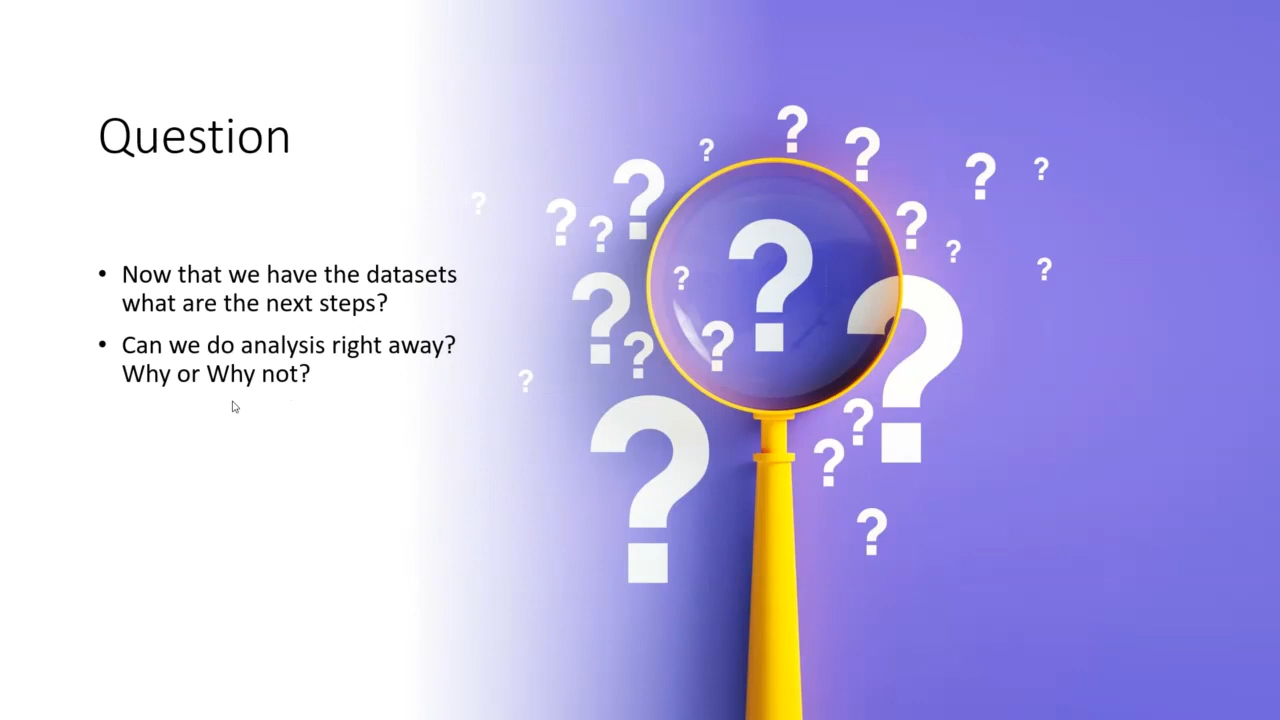 Question
• Now that we have the datasets
what are the next steps?
• Can we do analysis right away?
Why or Why not?